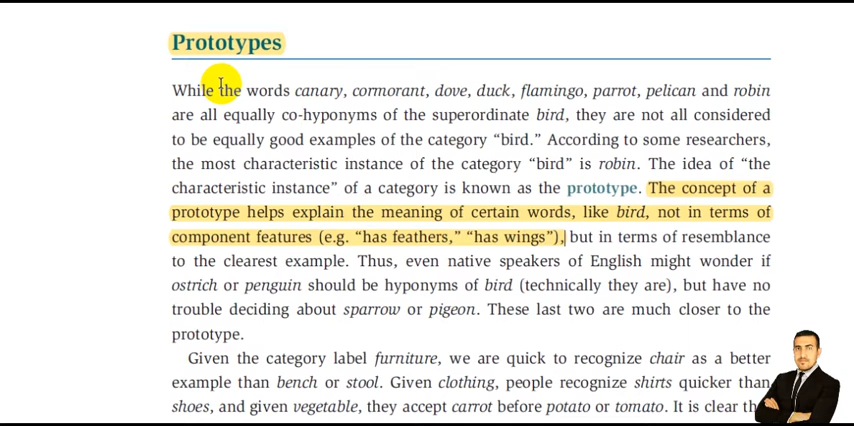 Prototypes
While the words canary, cormorant, dove, duck, flamingo, parrot, pelican and robin
are all equally co-hyponyms of the superordinate bird, they are not all considered
to be equally good examples of the category “bird.” According to some researchers,
the most characteristic instance of the category “bird” is robin. The idea of “the
characteristic instance” of a category is known as the prototype. The concept of a
prototype helps explain the meaning of certain words, like bird, not in terms of
component features (e.g. “has feathers,” “has wings”), but in terms of resemblance
to the clearest example. Thus, even native speakers of English might wonder if
ostrich or penguin should be hyponyms of bird (technically they are), but have no
trouble deciding about sparrow or pigeon. These last two are much closer to the
prototype.
Given the category label furniture, we are quick to recognize chair as a better
example than bench or stool. Given clothing, people recognize shirts quicker than
shoes, and given vegetable, they accept carrot before potato or tomato. It is clear